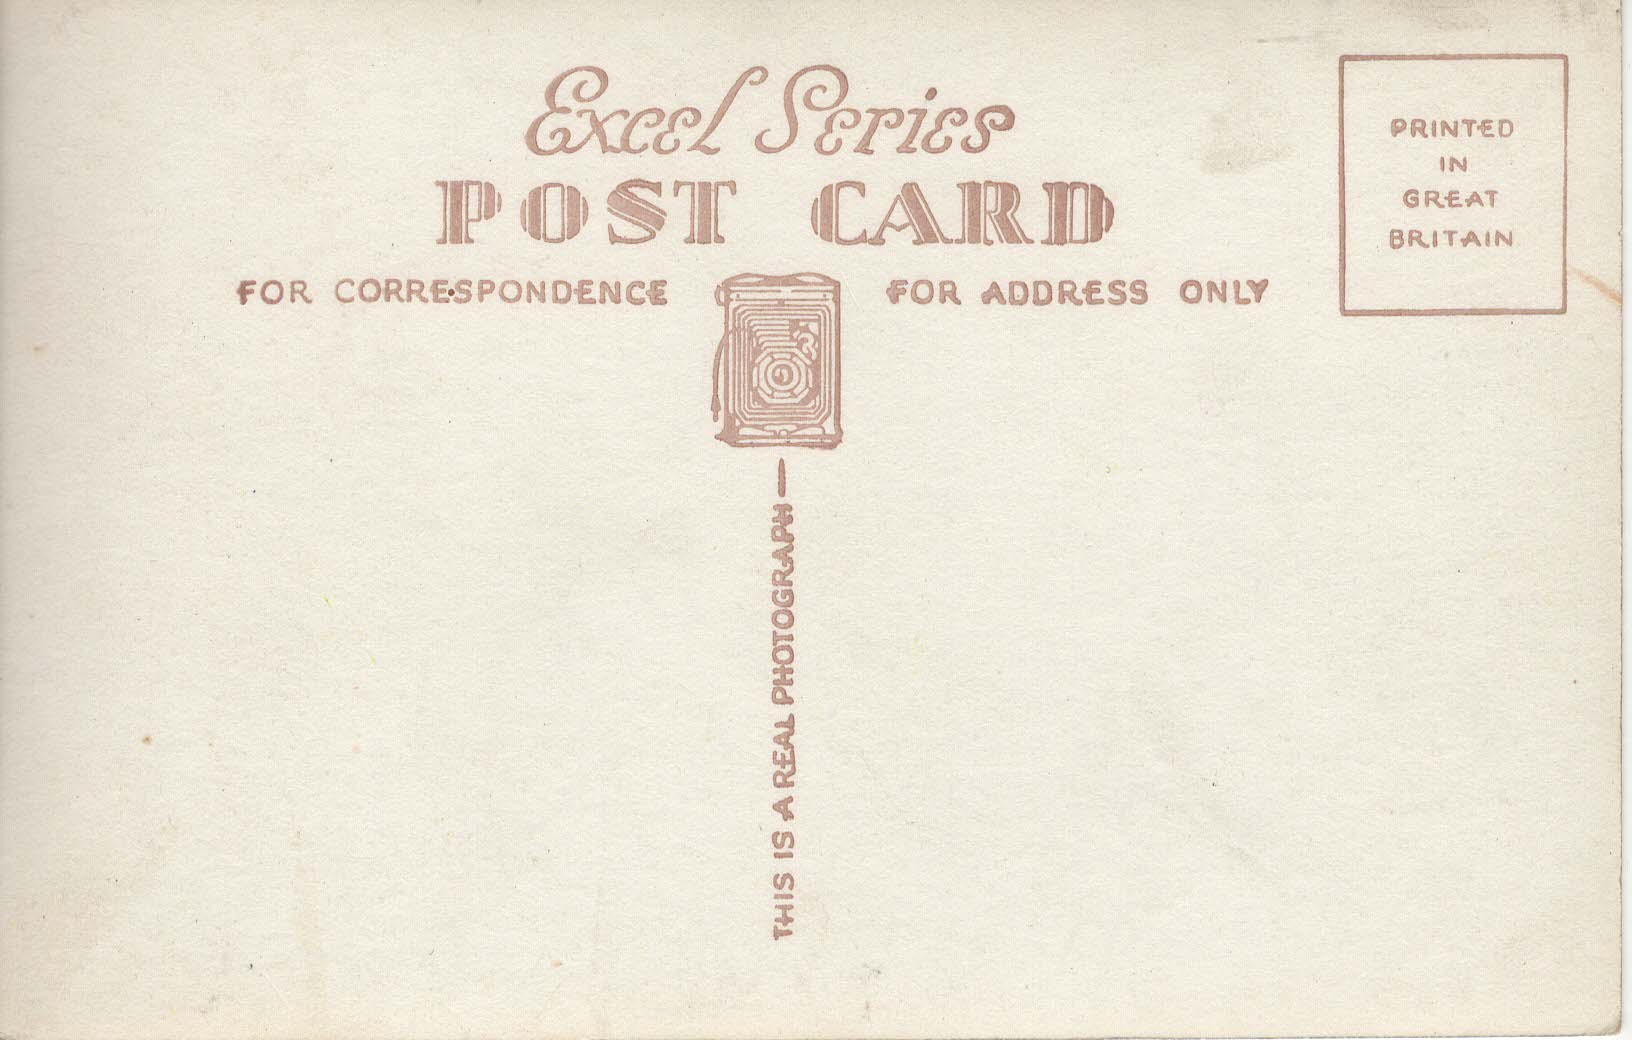 Excel Series
POST CARD
PRINTED
IN
GREAT
BRITAIN
FOR CORRESPONDENCE
FOR ADDRESS ONLY
THIS IS A REAL PHOTOGRAPH